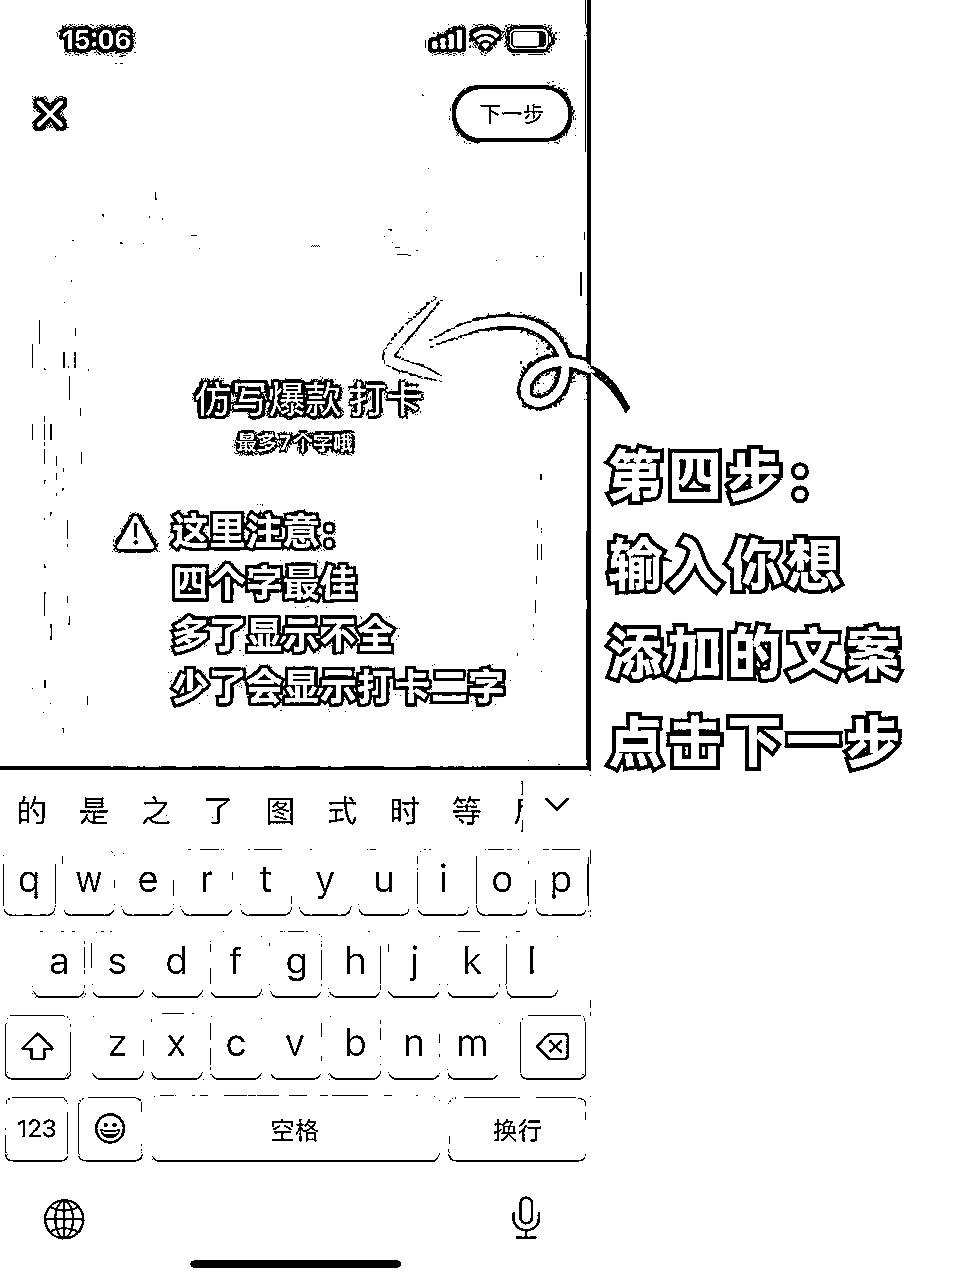 15:06
下一步
仿写爆款 打卡
最多7个字哦
第四步：
输入你想
添加的文案
点击下一步
这里注意：
四个字最佳
多了显示不全
少了会显示打卡二字
的 是 之 了 图 式 时 等
q w e r t y u i o p
a s d f g h j k l
z x c v b n m
123 空格 换行